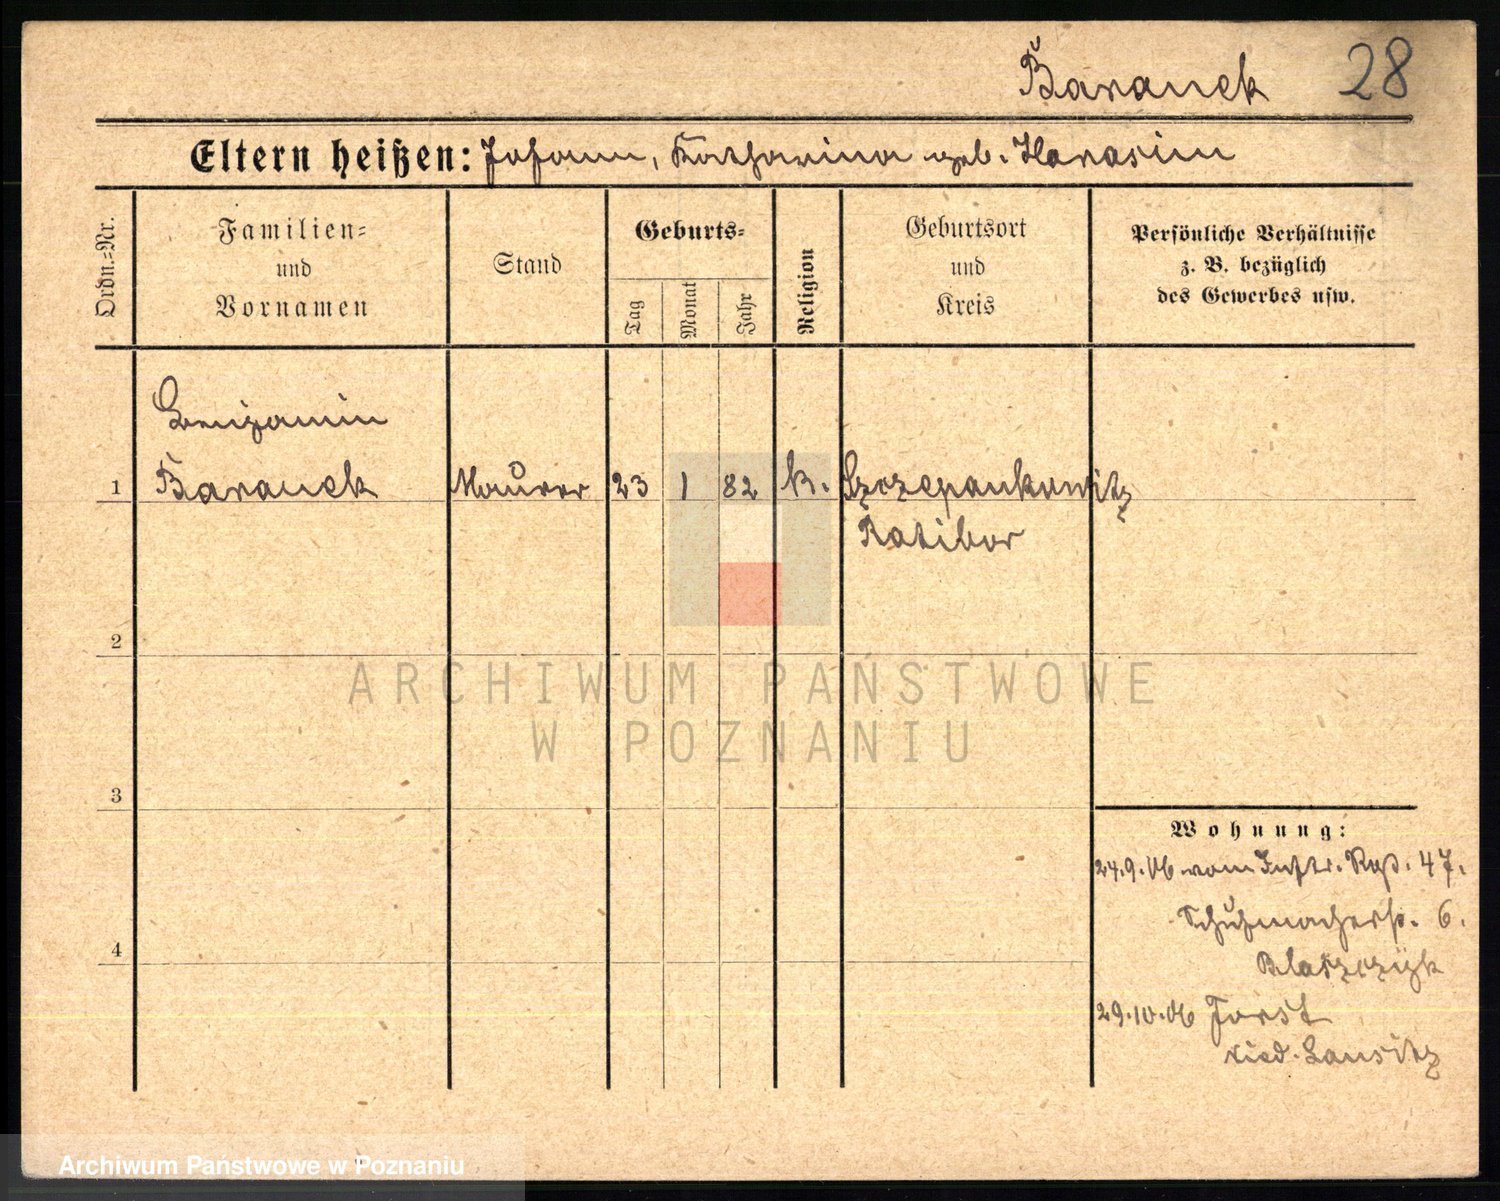 Baranek 28
Eltern heißen: Johann, Katharina geb. Harasim
Ordn.-Nr.
Familien-
und
Vornamen
Stand
Geburts-
Tag
Monat
Jahr
Religion
Geburtsort
und
Kreis
Persönliche Verhältnisse
z. B. bezüglich
des Gewerbes usw.
Benjamin
1 Baranek Maurer 23 1 82 k. Szczepankowitz
Ratibor
2
3
4
Wohnung:
24.9.06 vom Inftr. Rgt. 47.
Schuhmacherstr. 6.
Blaszczyk
29.10.06 Forst
Nied. Lausitz
ARCHIWUM PAŃSTWOWE
W POZNANIU
Archiwum Państwowe w Poznaniu